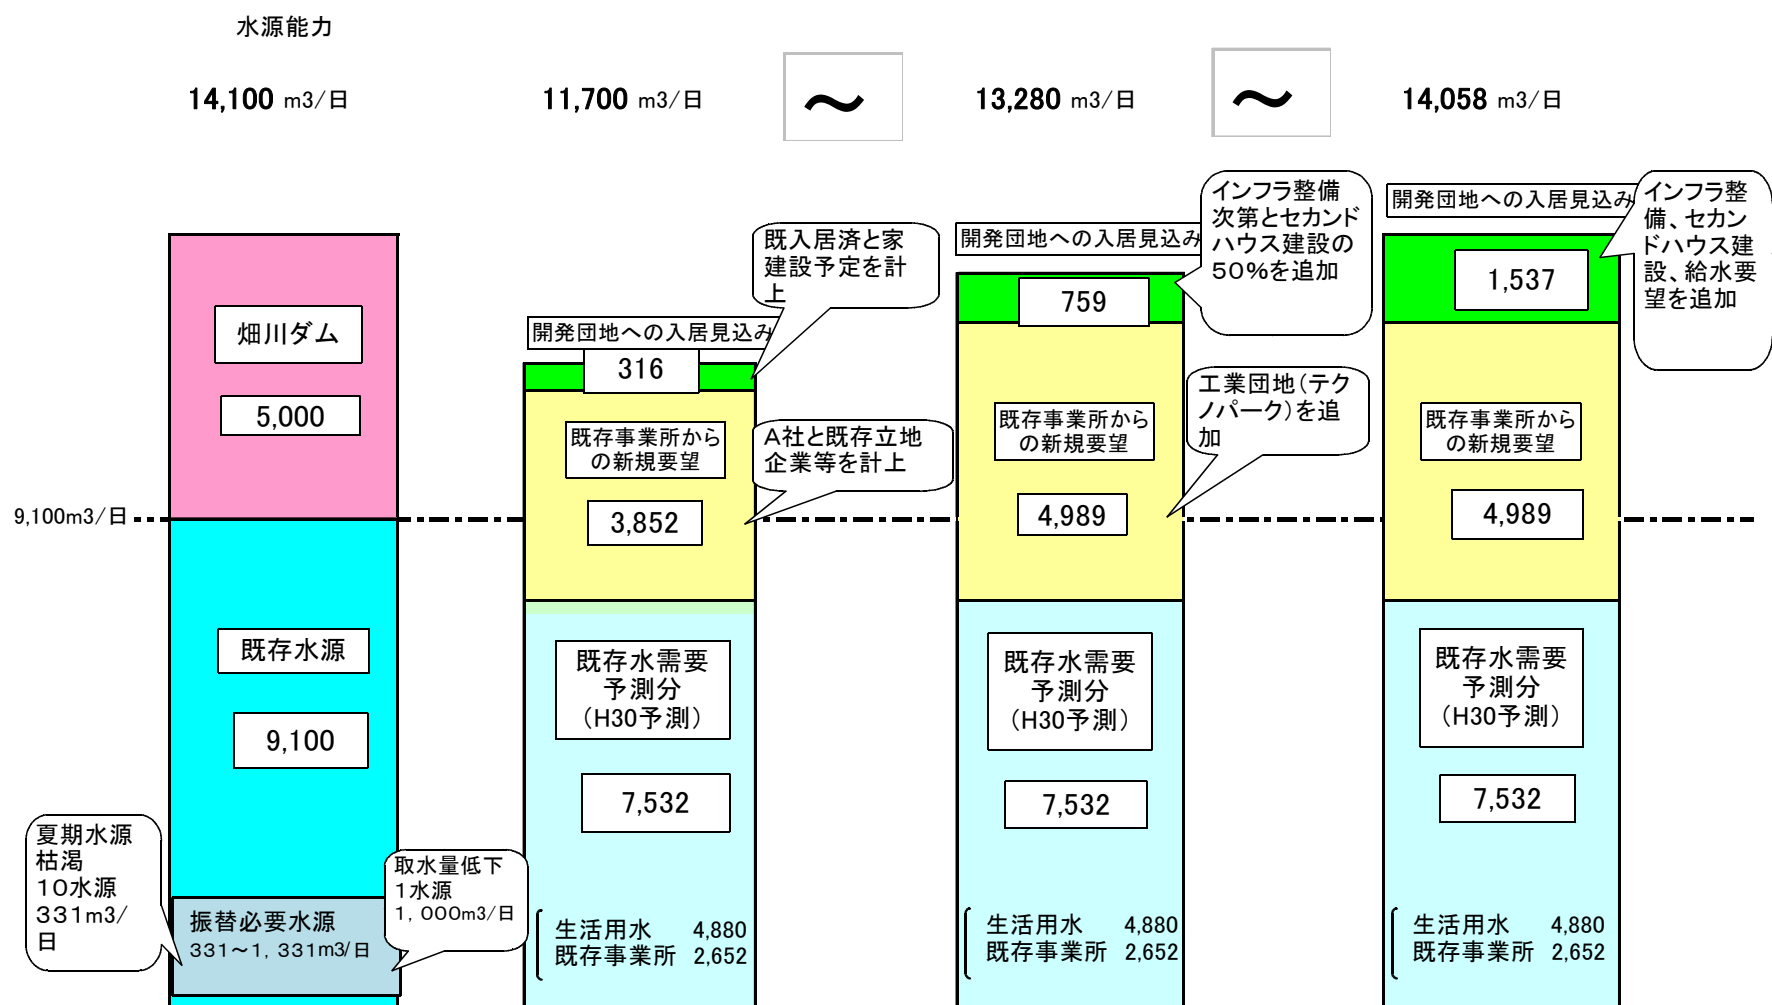 水源能力
14,100 m3/日
11,700 m3/日
～
13,280 m3/日
～
14,058 m3/日
畑川ダム
5,000
9,100m3/日
既存水源
9,100
夏期水源
枯渇
１０水源
３３１m3/
日
振替必要水源
３３１～１，３３１m3/日
取水量低下
１水源
１，０００m3/日
既入居済と家
建設予定を計
上
開発団地への入居見込み
316
既存事業所から
の新規要望
3,852
Ａ社と既存立地
企業等を計上
既存水需要
予測分
（H30予測）
7,532
生活用水 4,880
既存事業所 2,652
インフラ整備
次第とセカンド
ハウス建設の
５０％を追加
開発団地への入居見込み
759
既存事業所から
の新規要望
4,989
工業団地（テク
ノパーク）を追
加
既存水需要
予測分
（H30予測）
7,532
生活用水 4,880
既存事業所 2,652
インフラ整
備、セカン
ドハウス建
設、給水要
望を追加
開発団地への入居見込み
1,537
既存事業所から
の新規要望
4,989
既存水需要
予測分
（H30予測）
7,532
生活用水 4,880
既存事業所 2,652